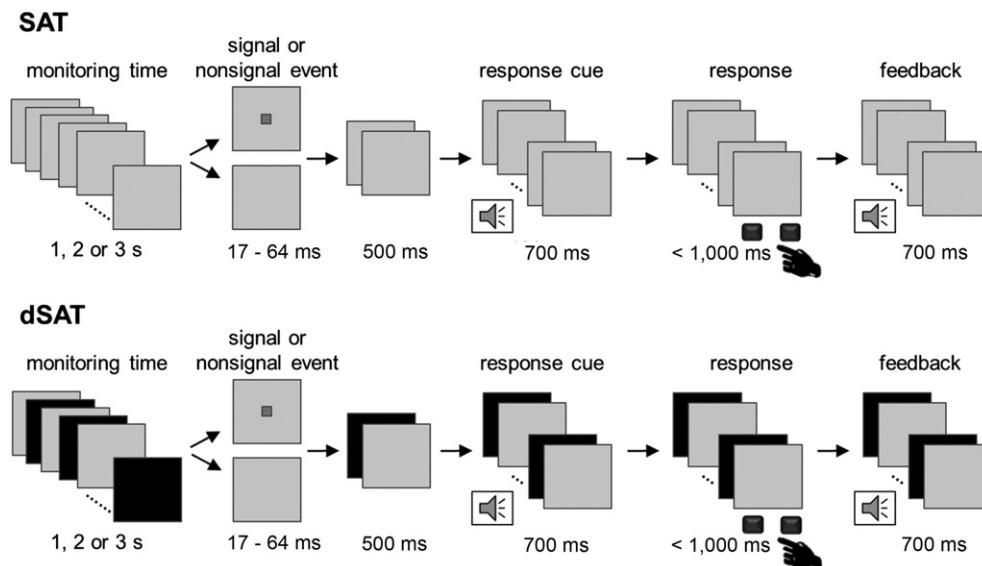 SAT
signal or
monitoring time nonsignal event response cue response feedback
1, 2 or 3 s 17 - 64 ms 500 ms 700 ms < 1,000 ms 700 ms
dSAT
signal or
monitoring time nonsignal event response cue response feedback
1, 2 or 3 s 17 - 64 ms 500 ms 700 ms < 1,000 ms 700 ms